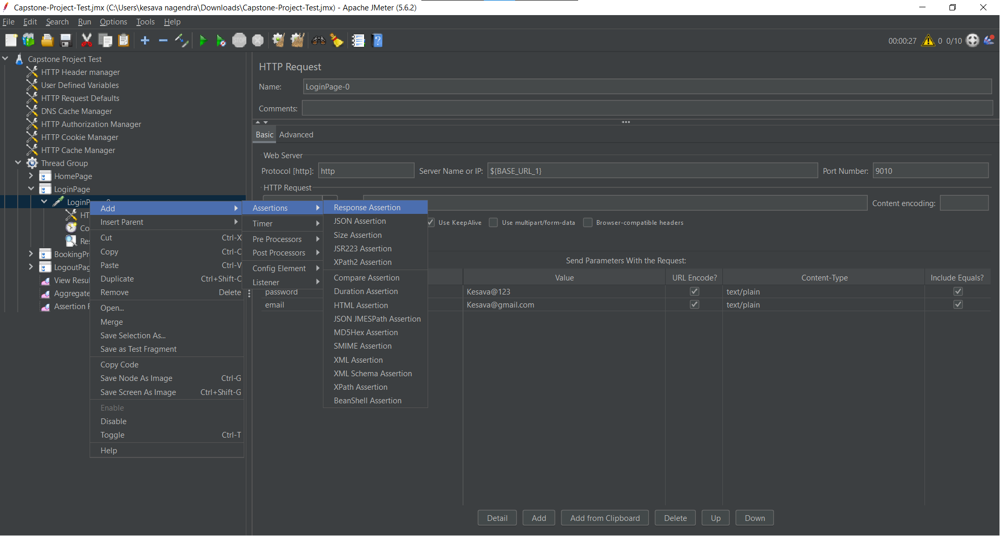 Capstone-Project-Test.jmx (C:\Users\kesava nagendra\Downloads\Capstone-Project-Test.jmx) - Apache JMeter (5.6.2)
File Edit Search Run Options Tools Help
STOP
00:00:27 0 0/10
Capstone Project Test
HTTP Header manager
User Defined Variables
HTTP Request Defaults
DNS Cache Manager
HTTP Authorization Manager
HTTP Cookie Manager
HTTP Cache Manager
Thread Group
HomePage
LoginPage
LoginP
HT
Co
Res
BookingPr
LogoutPag
View Resul
Aggregate
Assertion
Add
Insert Parent
Cut Ctrl-X
Copy Ctrl-C
Paste Ctrl-V
Duplicate Ctrl+Shift-C
Remove Delete
Open...
Merge
Save Selection As...
Save as Test Fragment
Copy Code
Save Node As Image Ctrl-G
Save Screen As Image Ctrl+Shift-G
Enable
Disable
Toggle Ctrl-T
Help
Assertions
Timer
Pre Processors
Post Processors
Config Element
Listener
Response Assertion
JSON Assertion
Size Assertion
JSR223 Assertion
XPath2 Assertion
Compare Assertion
Duration Assertion
HTML Assertion
JSON JMESPath Assertion
MD5Hex Assertion
SMIME Assertion
XML Assertion
XML Schema Assertion
XPath Assertion
BeanShell Assertion
HTTP Request
Name: LoginPage-0
Comments:
Basic Advanced
Web Server
Protocol [http]: http Server Name or IP: ${BASE_URL_1} Port Number: 9010
HTTP Request
Content encoding:
Use KeepAlive Use multipart/form-data Browser-compatible headers
Send Parameters With the Request:
Value URL Encode? Content-Type Include Equals?
password Kesava@123 text/plain
email Kesava@gmail.com text/plain
Detail Add Add from Clipboard Delete Up Down